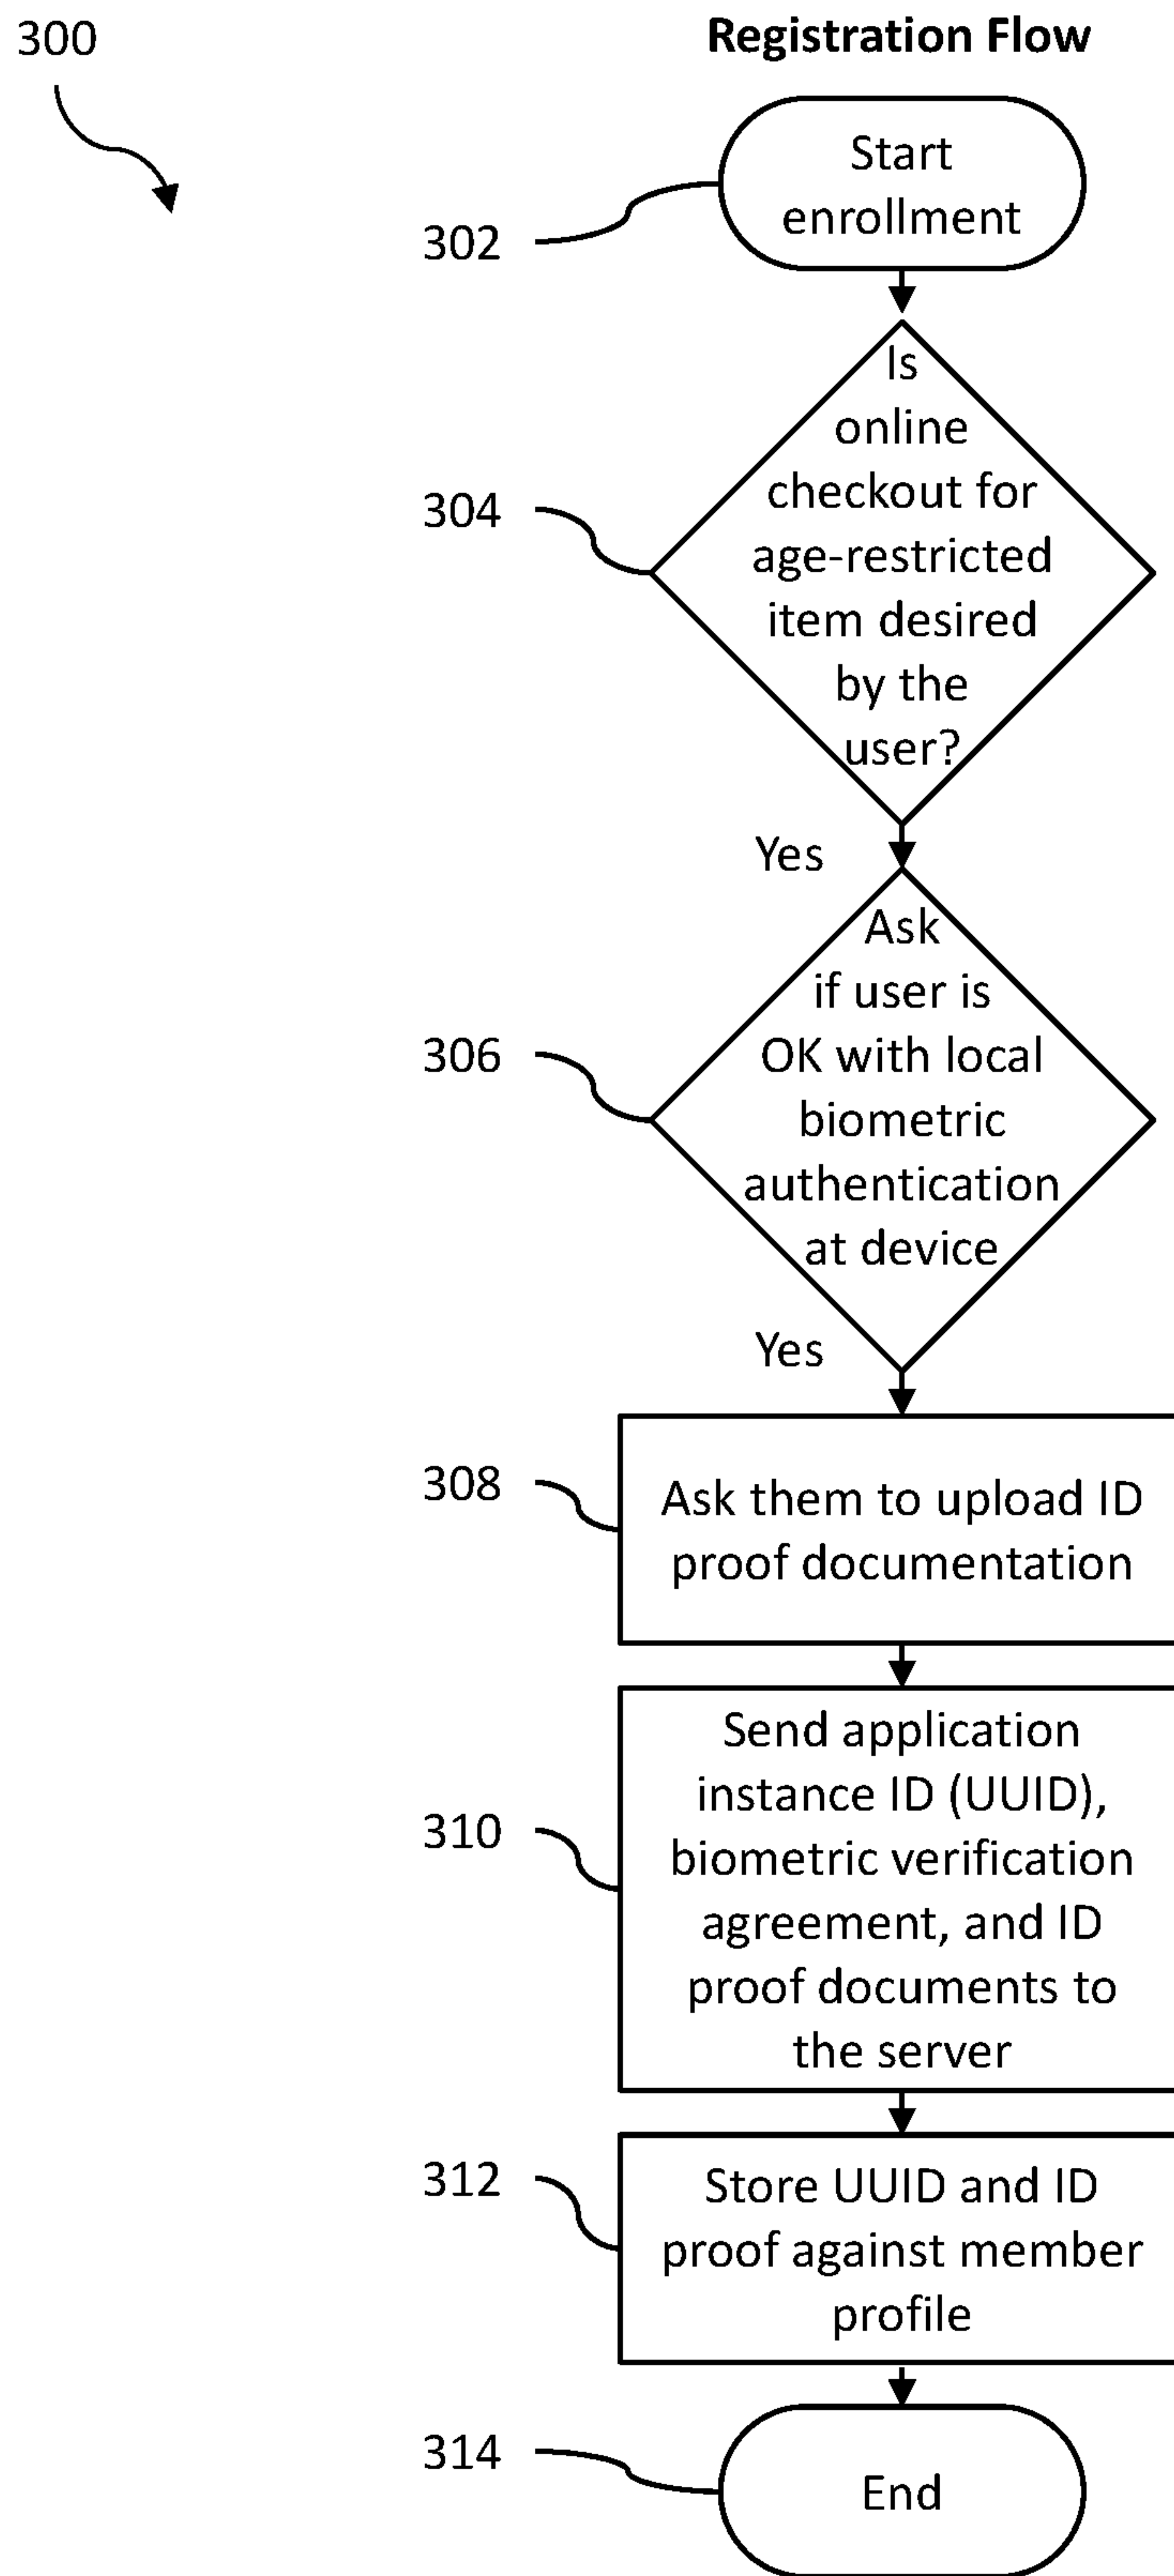 300
Registration Flow
Start
enrollment
302
Is
online
checkout for
age-restricted
item desired
by the
user?
304
Yes
Ask
if user is
OK with local
biometric
authentication
at device
306
Yes
308
Ask them to upload ID
proof documentation
Send application
instance ID (UUID),
biometric verification
agreement, and ID
proof documents to
the server
310
312
Store UUID and ID
proof against member
profile
314
End